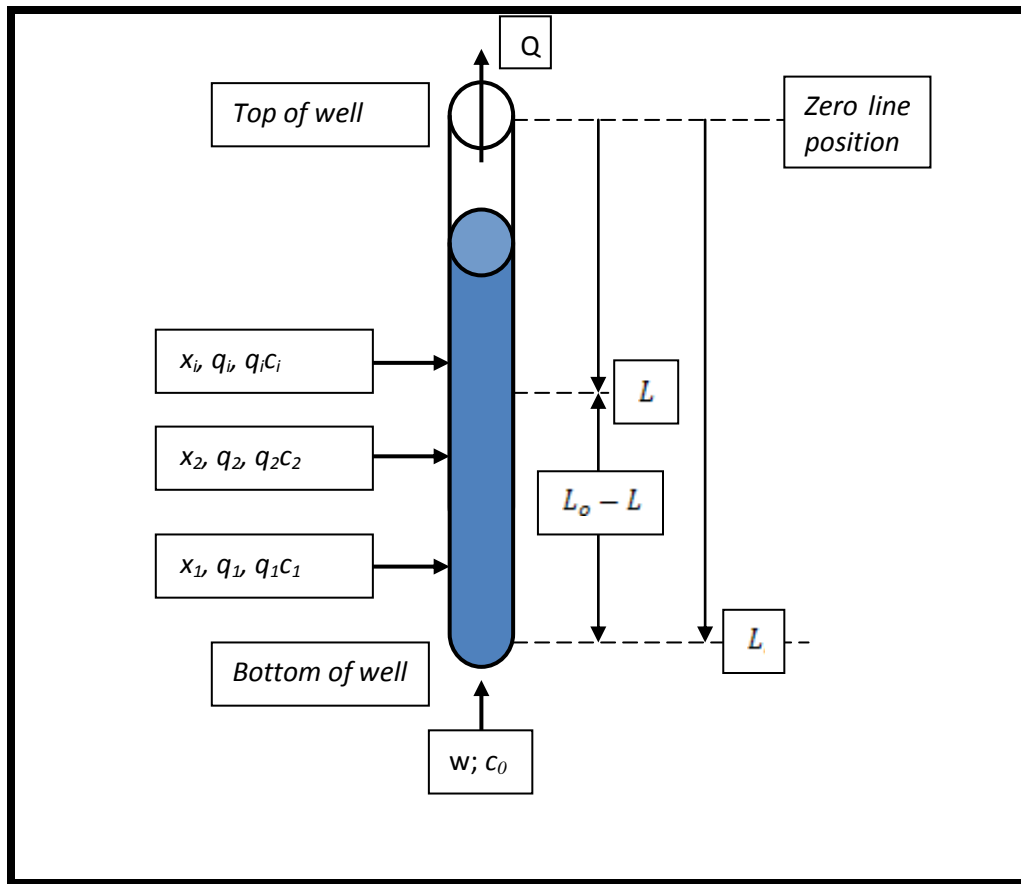 Q
Top of well
Zero line
position
xᵢ, qᵢ, qᵢcᵢ
L
x₂, q₂, q₂c₂
Lₒ − L
x₁, q₁, q₁c₁
L
Bottom of well
w; c₀